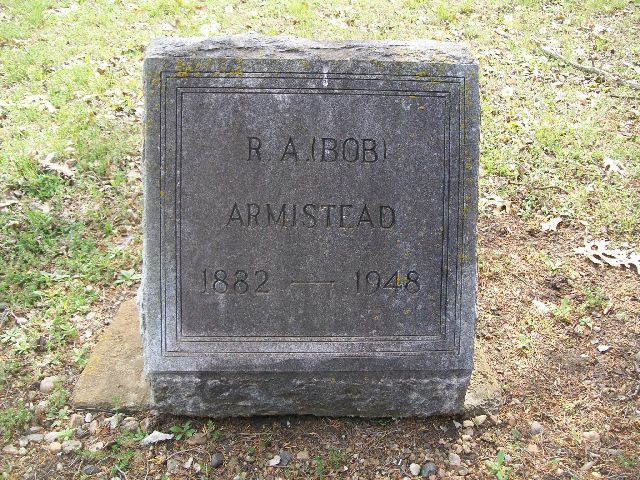 R. A. (BOB)
ARMISTEAD
1882 — 1948